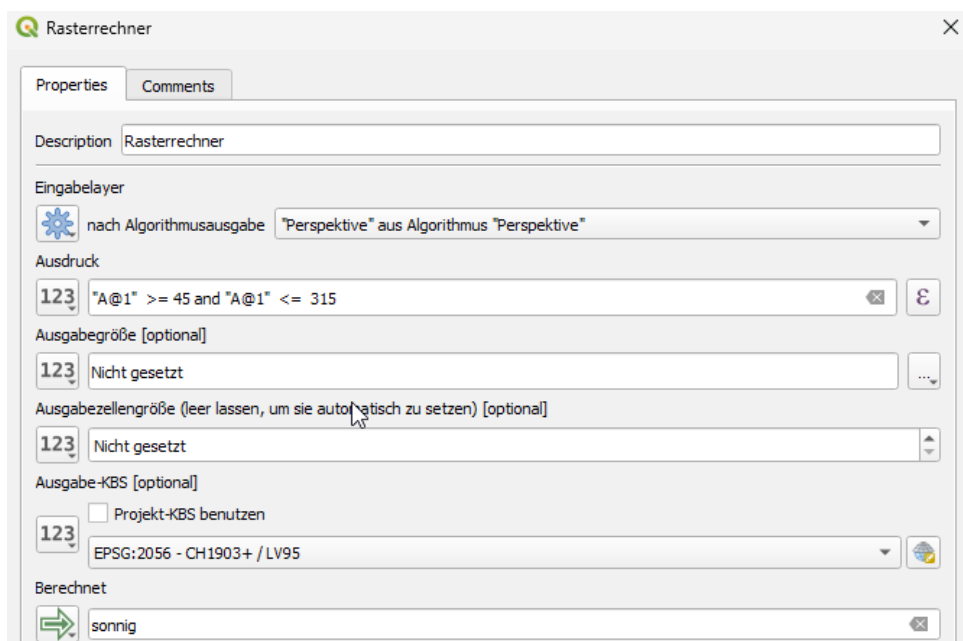 Rasterrechner
Properties Comments
Description Rasterrechner
Eingabelayer
nach Algorithmusausgabe "Perspektive" aus Algorithmus "Perspektive"
Ausdruck
123 "A@1" >= 45 and "A@1" <= 315 ε
Ausgabegröße [optional]
123 Nicht gesetzt ...
Ausgabezellengröße (leer lassen, um sie automatisch zu setzen) [optional]
123 Nicht gesetzt
Ausgabe-KBS [optional]
Projekt-KBS benutzen
123
EPSG:2056 - CH1903+ / LV95
Berechnet
sonnig